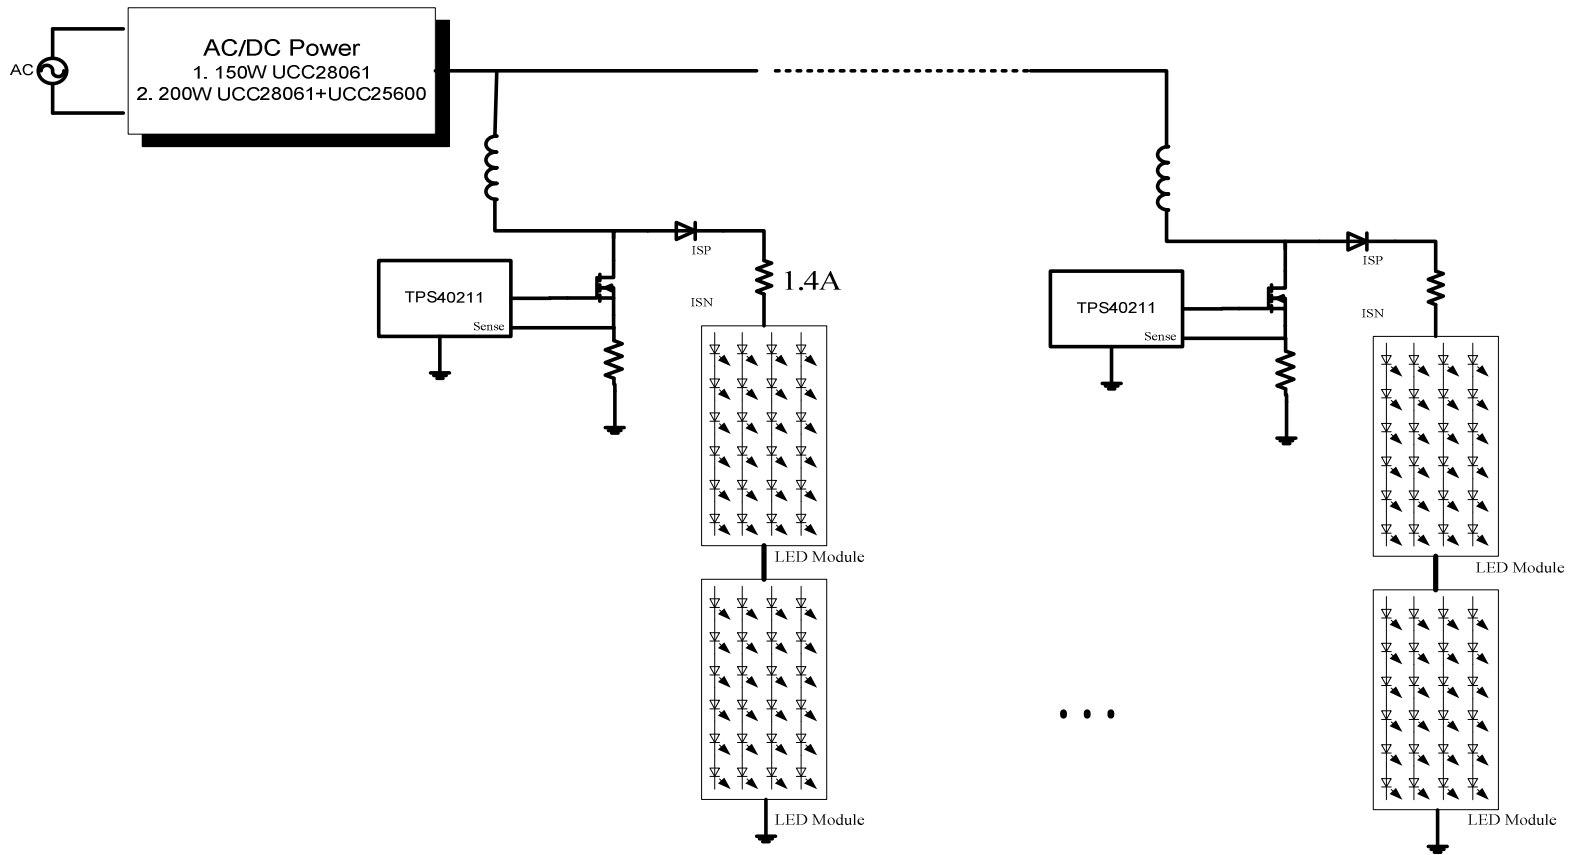 AC/DC Power
1. 150W UCC28061
2. 200W UCC28061+UCC25600
AC
ISP
1.4A
TPS40211
ISN
Sense
LED Module
LED Module
ISP
TPS40211
ISN
Sense
LED Module
LED Module